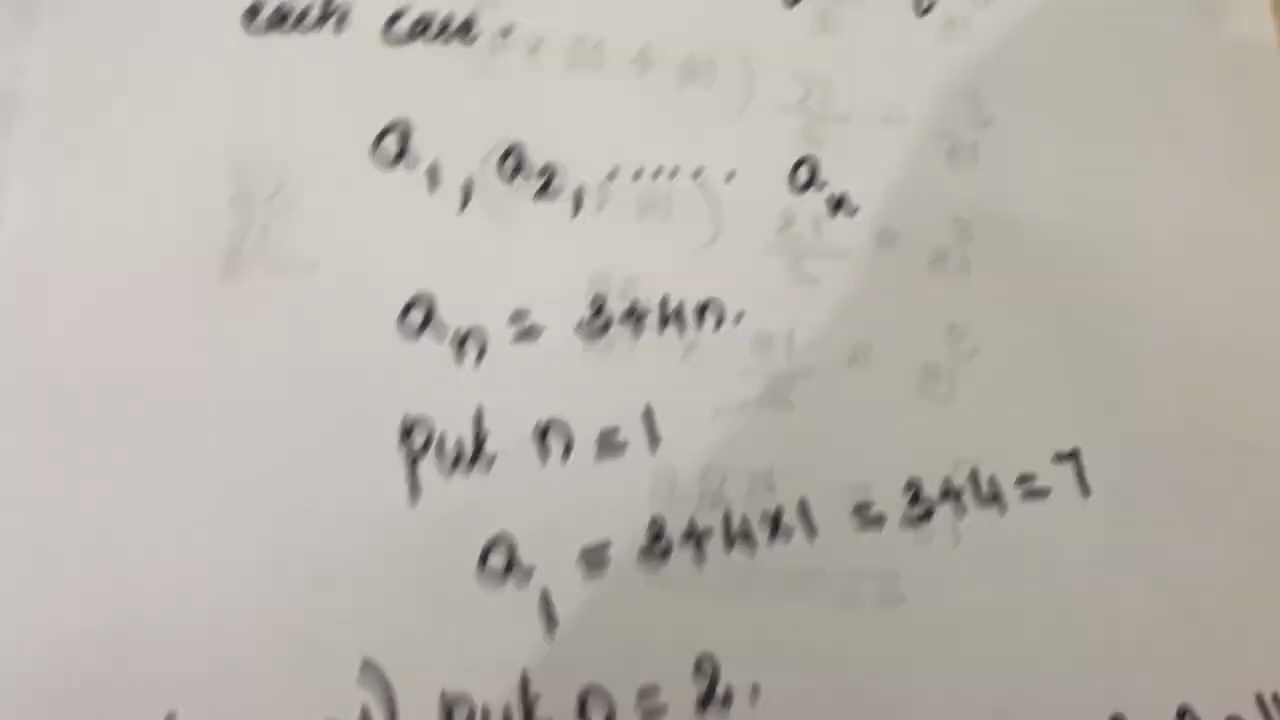 each case.
a₁, a₂, ...... aₙ
aₙ = 3+4n.
put n=1
a₁ = 3+4×1 = 3+4=7
put n=2.